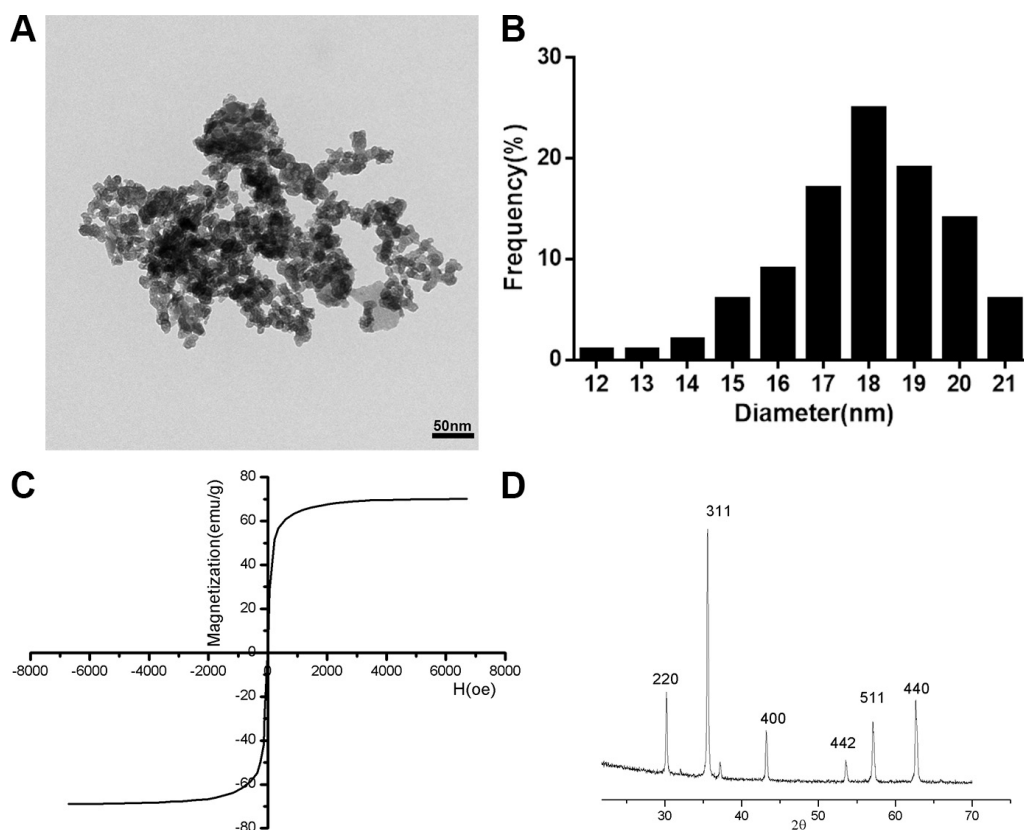 A
50nm
B
30
20
10
0
Frequency(%)
12 13 14 15 16 17 18 19 20 21
Diameter(nm)
C
80
60
40
20
0
-20
-40
-60
-80
Magnetization(emu/g)
-8000 -6000 -4000 -2000 0 2000 4000 6000 8000
H(oe)
D
220
311
400
442
511
440
30 40 50 60 70
2θ